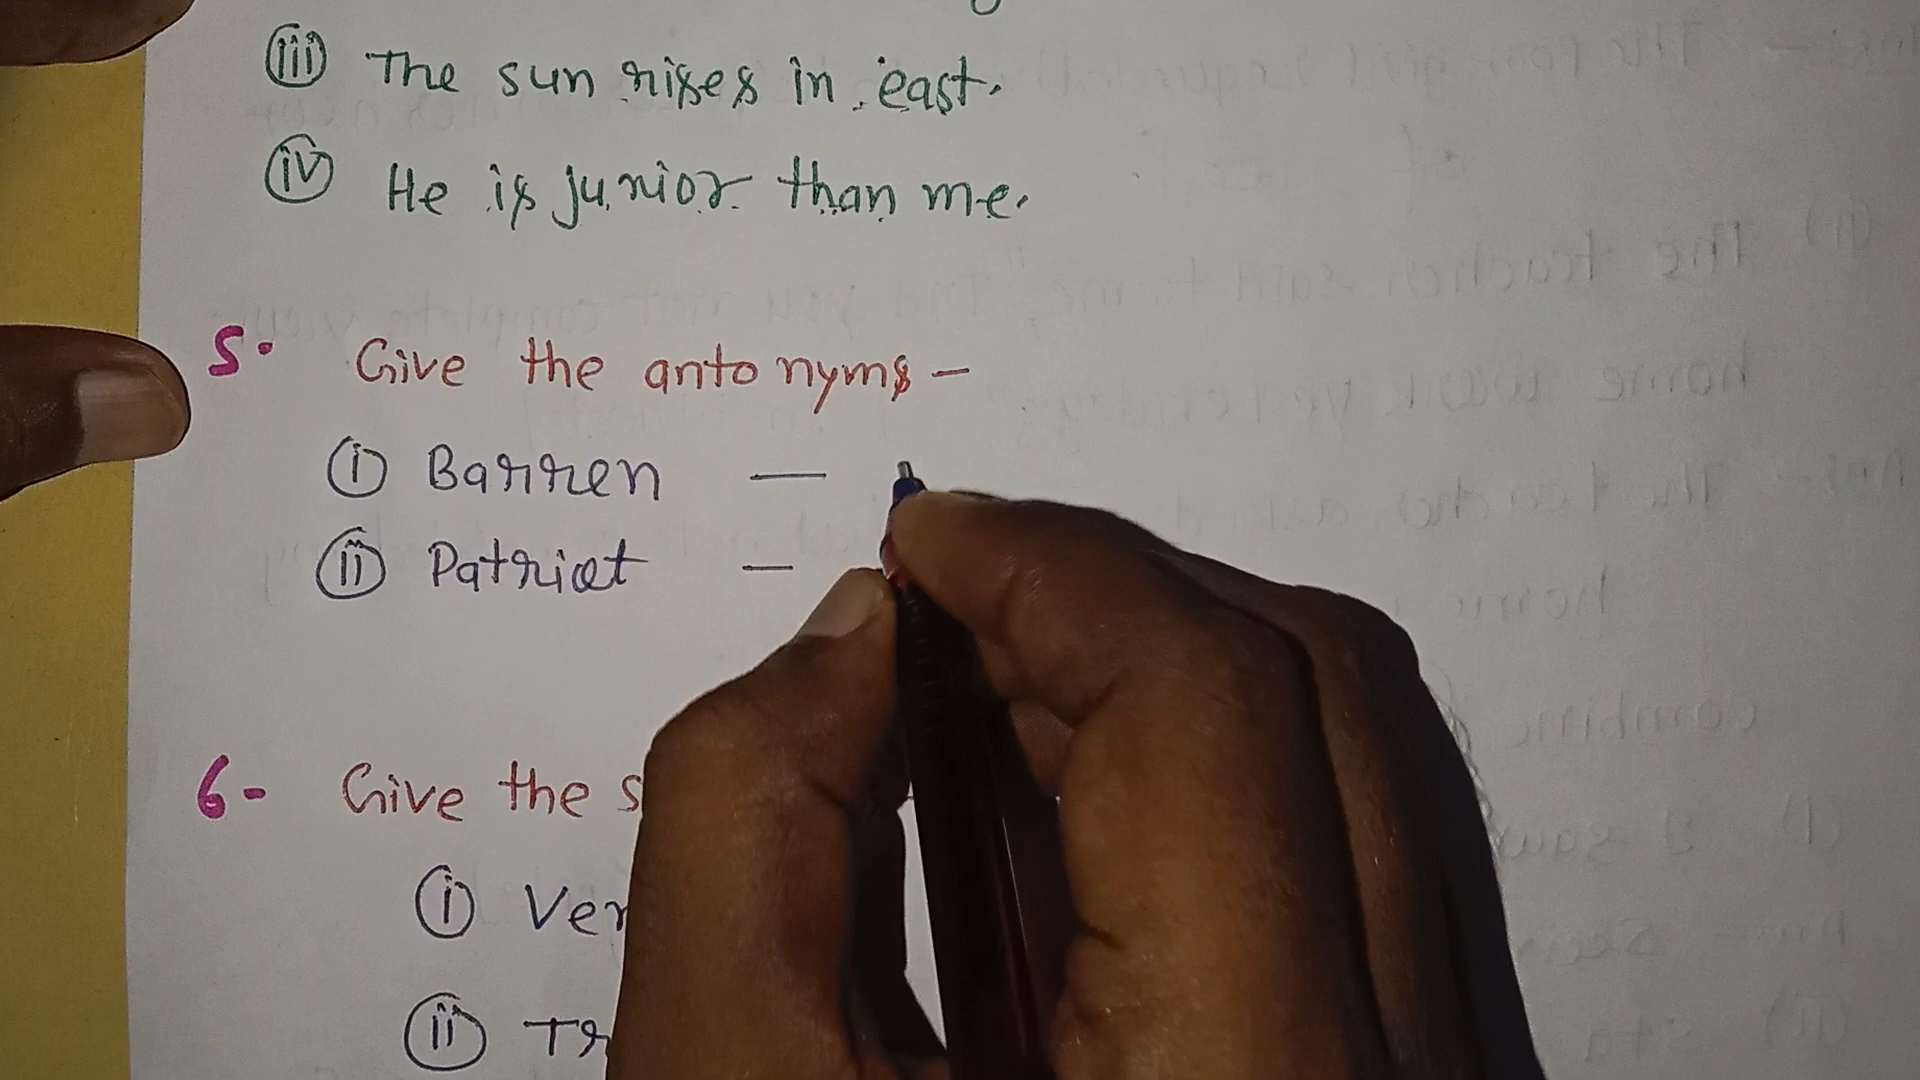 (iii) The sun rises in east.
(iv) He is junior than me.
5. Give the antonyms -
(i) Barren —
(ii) Patriot —
6- Give the
(i)
(ii)